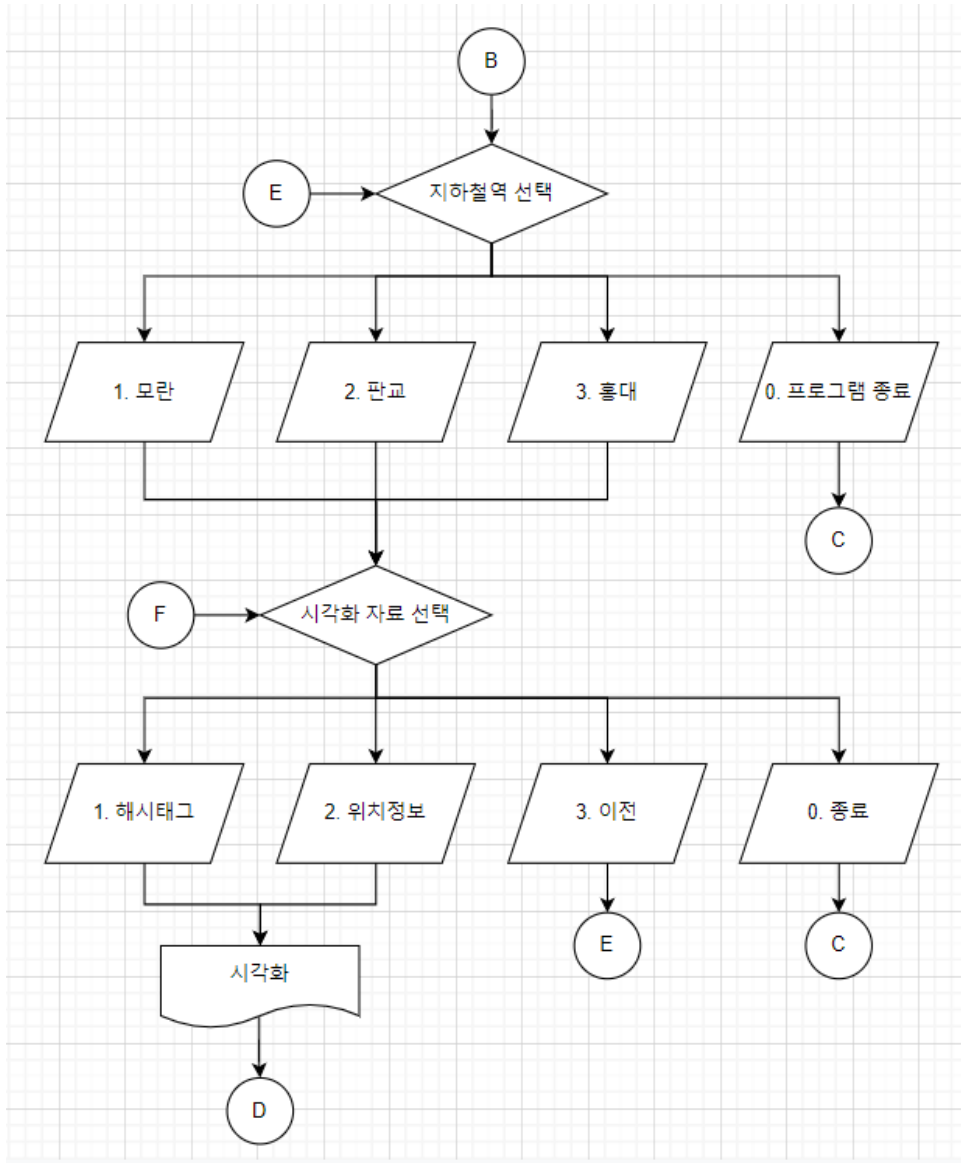 B
E
지하철역 선택
1. 모란
2. 판교
3. 홍대
0. 프로그램 종료
C
F
시각화 자료 선택
1. 해시태그
2. 위치정보
3. 이전
0. 종료
시각화
E
C
D